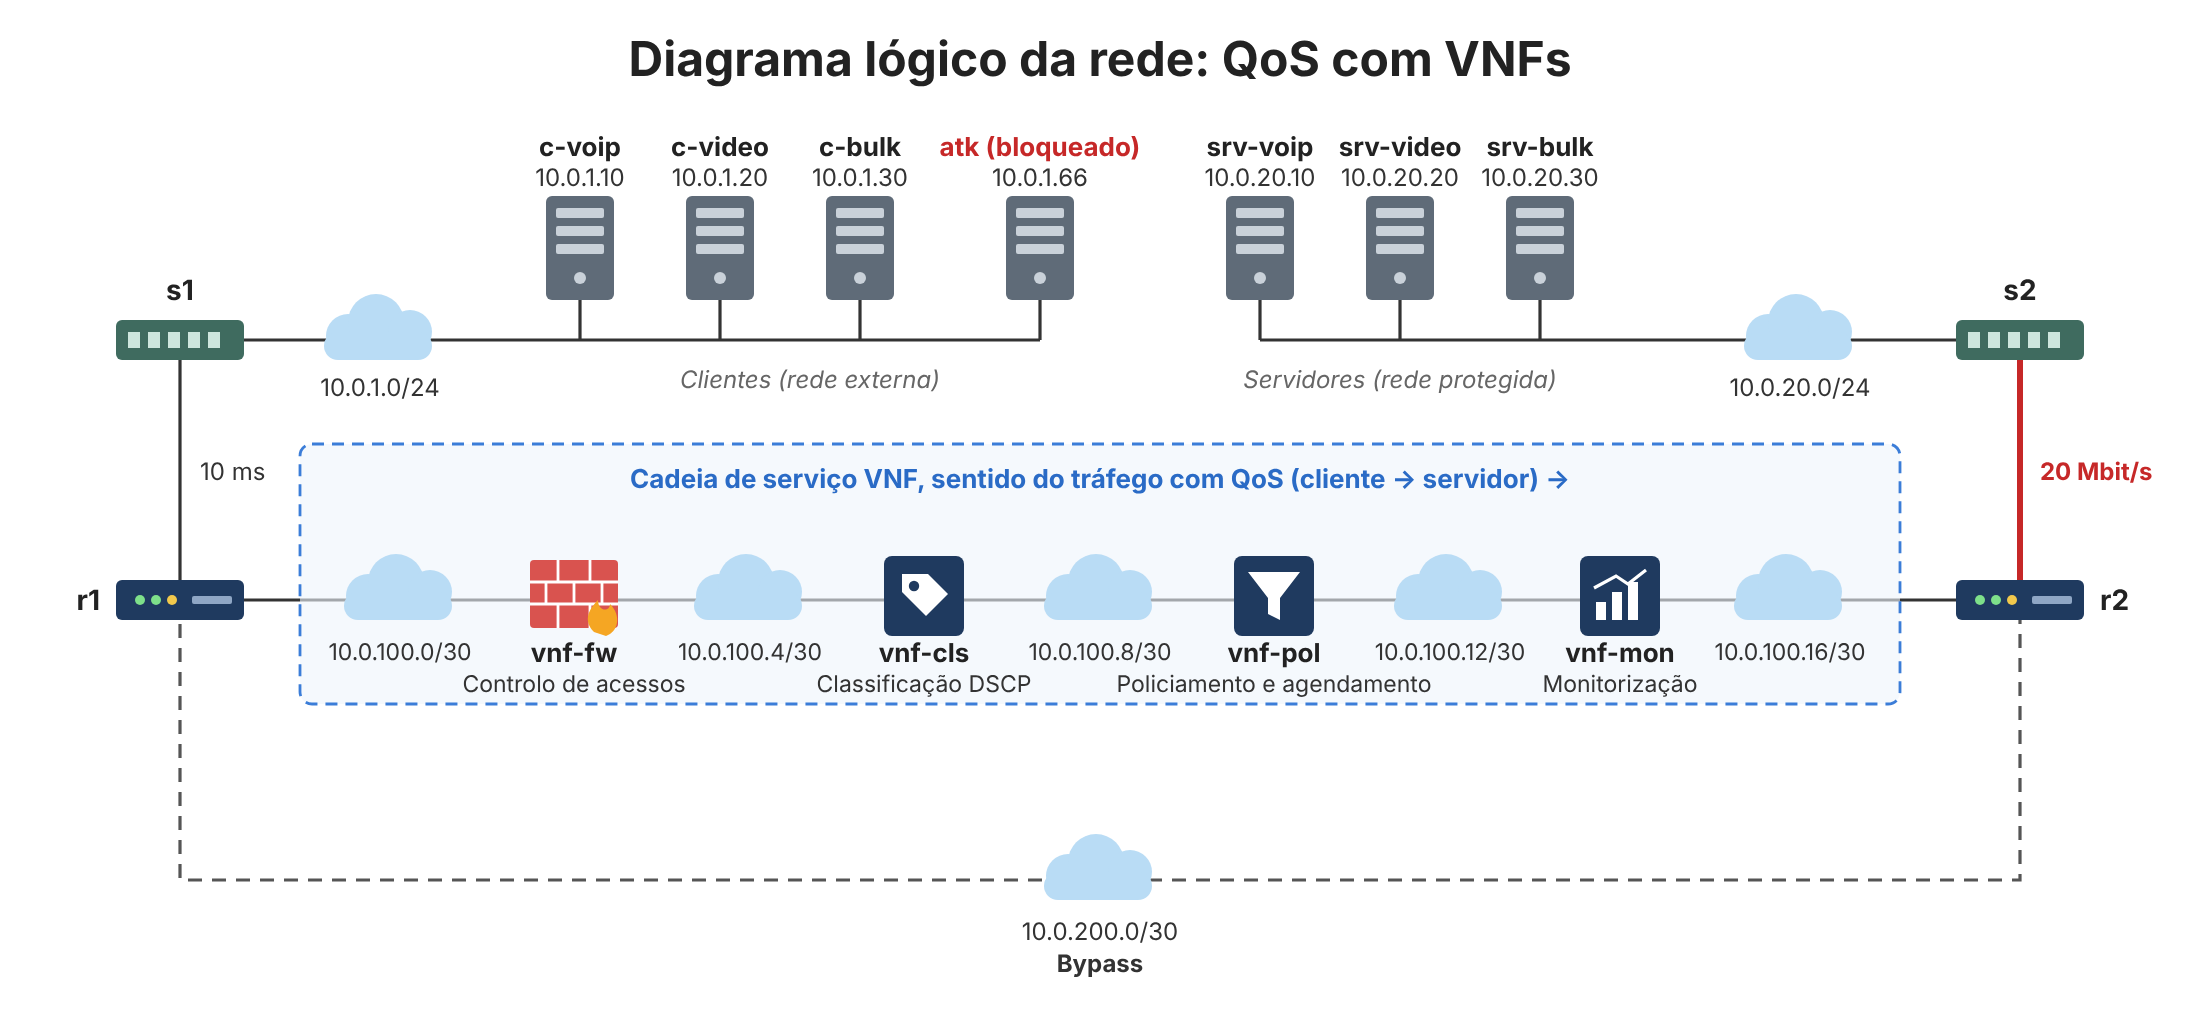 Diagrama lógico da rede: QoS com VNFs
c-voip
10.0.1.10
c-video
10.0.1.20
c-bulk
10.0.1.30
atk (bloqueado)
10.0.1.66
srv-voip
10.0.20.10
srv-video
10.0.20.20
srv-bulk
10.0.20.30
s1
s2
10.0.1.0/24
Clientes (rede externa)
Servidores (rede protegida)
10.0.20.0/24
10 ms
Cadeia de serviço VNF, sentido do tráfego com QoS (cliente → servidor) →
20 Mbit/s
r1
r2
10.0.100.0/30
vnf-fw
Controlo de acessos
10.0.100.4/30
vnf-cls
Classificação DSCP
10.0.100.8/30
vnf-pol
Policiamento e agendamento
10.0.100.12/30
vnf-mon
Monitorização
10.0.100.16/30
10.0.200.0/30
Bypass